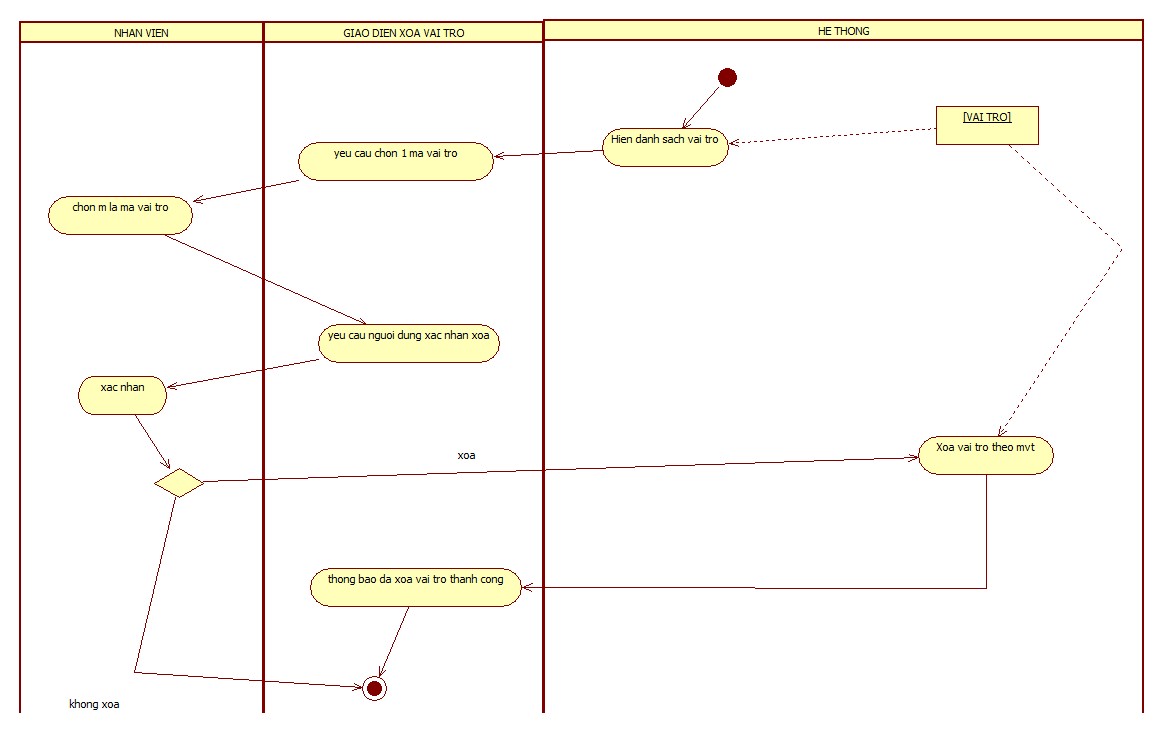 NHAN VIEN
GIAO DIEN XOA VAI TRO
HE THONG
[VAI TRO]
Hien danh sach vai tro
yeu cau chon 1 ma vai tro
chon m la ma vai tro
yeu cau nguoi dung xac nhan xoa
xac nhan
xoa
Xoa vai tro theo mvt
thong bao da xoa vai tro thanh cong
khong xoa